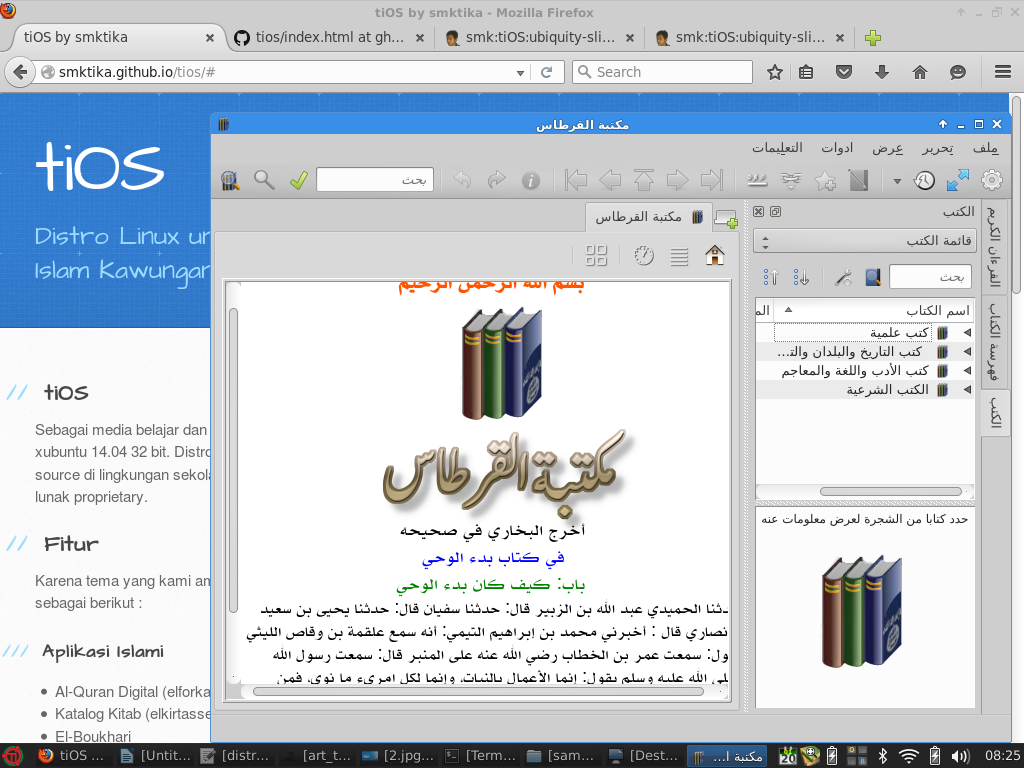 tiOS by smktika - Mozilla Firefox
tiOS by smktika
tios/index.html at gh...
smk:tiOS:ubiquity-sli...
smk:tiOS:ubiquity-sli...
smktika.github.io/tios/#
Search
tiOS
Distro Linux
Islam Kawungar
// tiOS
Sebagai media belajar dan
xubuntu 14.04 32 bit. Distro
source di lingkungan sekola
lunak proprietary.
// Fitur
Karena tema yang kami
sebagai berikut :
/// Aplikasi Islami
Al-Quran Digital (elforka
Katalog Kitab (elkirtasse
El-Boukhari
مكتبة القرطاس
ملف تحرير عرض ادوات التعليمات
بحث
مكتبة القرطاس
بسم الله الرحمن الرحيم
مكتبة القرطاس
أخرج البخاري في صحيحه
في كتاب بدء الوحي
باب: كيف كان بدء الوحي
دثنا الحميدي عبد الله بن الزبير قال: حدثنا سفيان قال: حدثنا يحيى بن سعيد
نصاري قال : أخبرني محمد بن إبراهيم التيمي: أنه سمع علقمة بن وقاص الليثي
ول: سمعت عمر بن الخطاب رضي الله عنه على المنبر قال: سمعت رسول الله
لى الله عليه وسلم يقول: إنما الأعمال بالنيات، وإنما لكل امرىء ما نوى، فمن
الكتب
قائمة الكتب
بحث
اسم الكتاب
الم
كتب علمية
كتب التاريخ والبلدان والتـ...
كتب الأدب واللغة والمعاجم
الكتب الشرعية
حدد كتابا من الشجرة لعرض معلومات عنه
القرءان الكريم
فهرسة الكتاب
الكتب
tiOS ...
[Untit...
[distr...
[art_t...
[2.jpg...
[Term...
[sam...
[Dest...
مكتبة ا...
20
08:25